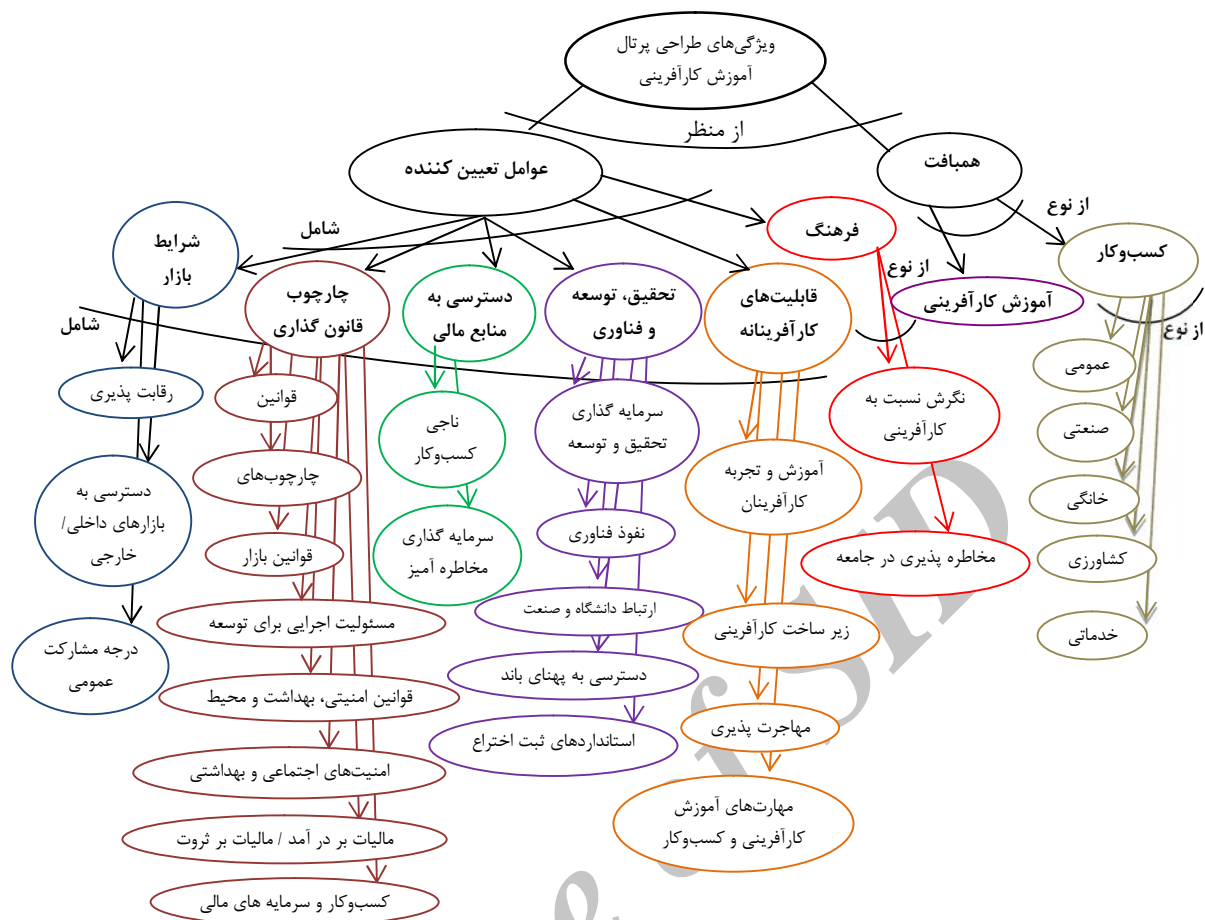 ویژگی‌های طراحی پرتال
آموزش کارآفرینی
از منظر
همبافت
عوامل تعیین کننده
از نوع
شامل
کسب‌وکار
فرهنگ
شرایط
بازار
از نوع
آموزش کارآفرینی
قابلیت‌های
کارآفرینانه
تحقیق، توسعه
و فناوری
دسترسی به
منابع مالی
چارچوب
قانون گذاری
از نوع
شامل
عمومی
صنعتی
خانگی
کشاورزی
خدماتی
نگرش نسبت به
کارآفرینی
مخاطره پذیری در جامعه
آموزش و تجربه
کارآفرینان
زیر ساخت کارآفرینی
مهاجرت پذیری
مهارت‌های آموزش
کارآفرینی و کسب‌وکار
سرمایه گذاری
تحقیق و توسعه
نفوذ فناوری
ارتباط دانشگاه و صنعت
دسترسی به پهنای باند
استانداردهای ثبت اختراع
ناجی
کسب‌وکار
سرمایه گذاری
مخاطره آمیز
قوانین
چارچوب‌های
قوانین بازار
مسئولیت اجرایی برای توسعه
قوانین امنیتی، بهداشت و محیط
امنیت‌های اجتماعی و بهداشتی
مالیات بر در آمد / مالیات بر ثروت
کسب‌وکار و سرمایه های مالی
رقابت پذیری
دسترسی به
بازارهای داخلی/
خارجی
درجه مشارکت
عمومی
e of SID